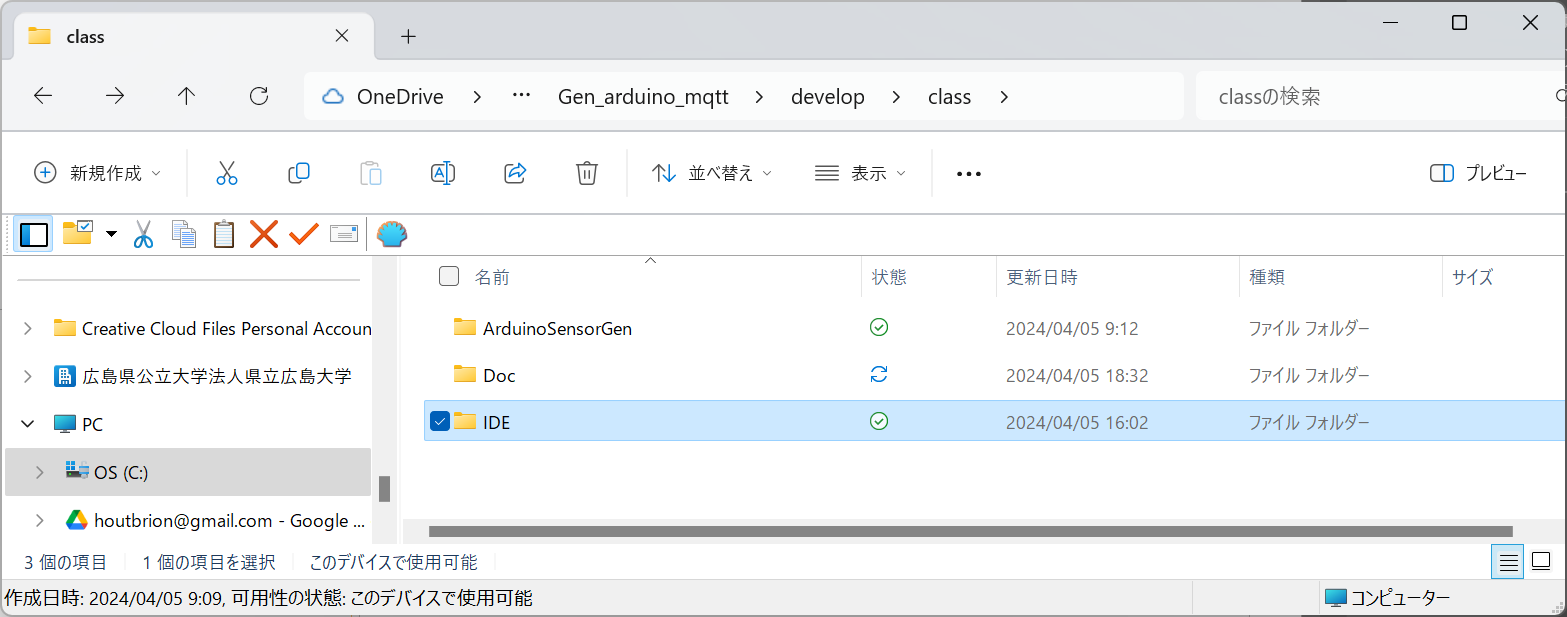 class
OneDrive > ... Gen_arduino_mqtt > develop > class >
classの検索
新規作成
並べ替え
表示
プレビュー
名前 状態 更新日時 種類 サイズ
Creative Cloud Files Personal Accoun
広島県公立大学法人県立広島大学
PC
OS (C:)
houtbrion@gmail.com - Google ...
ArduinoSensorGen 2024/04/05 9:12 ファイル フォルダー
Doc 2024/04/05 18:32 ファイル フォルダー
IDE 2024/04/05 16:02 ファイル フォルダー
3 個の項目 1 個の項目を選択 このデバイスで使用可能
作成日時: 2024/04/05 9:09, 可用性の状態: このデバイスで使用可能
コンピューター